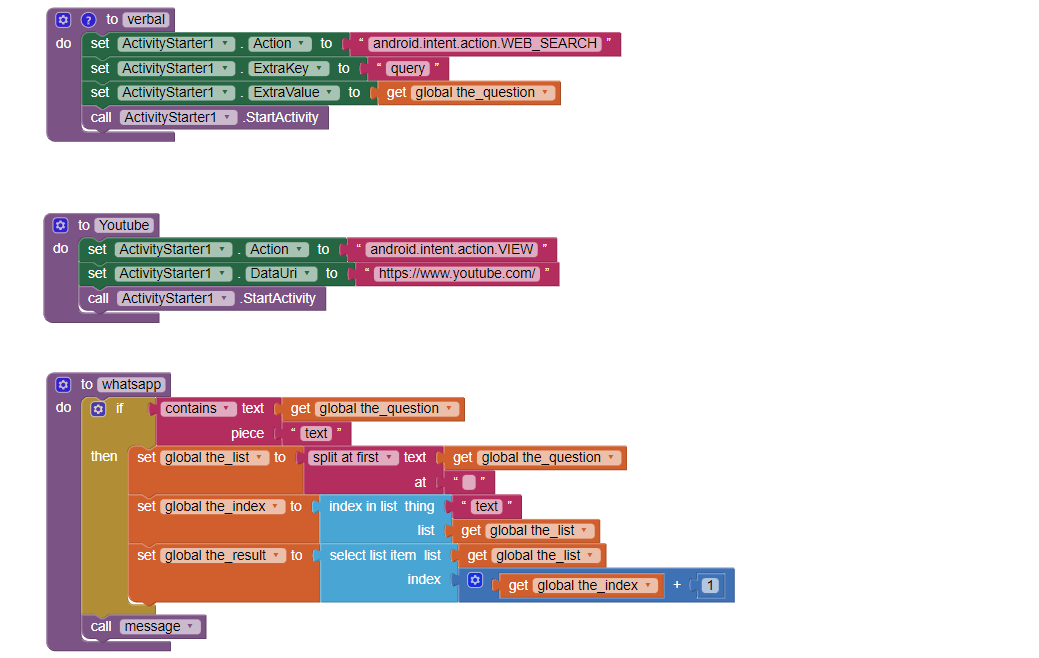 ? to verbal
do set ActivityStarter1 . Action to “ android.intent.action.WEB_SEARCH ”
set ActivityStarter1 . ExtraKey to “ query ”
set ActivityStarter1 . ExtraValue to get global the_question
call ActivityStarter1 .StartActivity
to Youtube
do set ActivityStarter1 . Action to “ android.intent.action.VIEW ”
set ActivityStarter1 . DataUri to “ https://www.youtube.com/ ”
call ActivityStarter1 .StartActivity
to whatsapp
do if contains text get global the_question
piece “ text ”
then set global the_list to split at first text get global the_question
at “ ”
set global the_index to index in list thing “ text ”
list get global the_list
set global the_result to select list item list get global the_list
index get global the_index + 1
call message